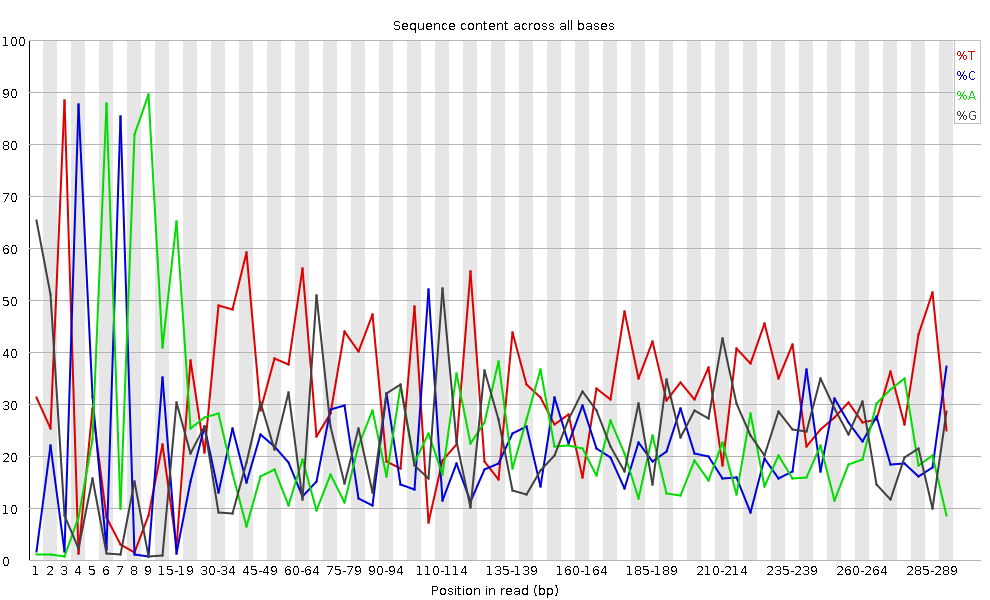 Sequence content across all bases
100
90
80
70
60
50
40
30
20
10
0
%T
%C
%A
%G
1 2 3 4 5 6 7 8 9 15-19 30-34 45-49 60-64 75-79 90-94 110-114 135-139 160-164 185-189 210-214 235-239 260-264 285-289
Position in read (bp)